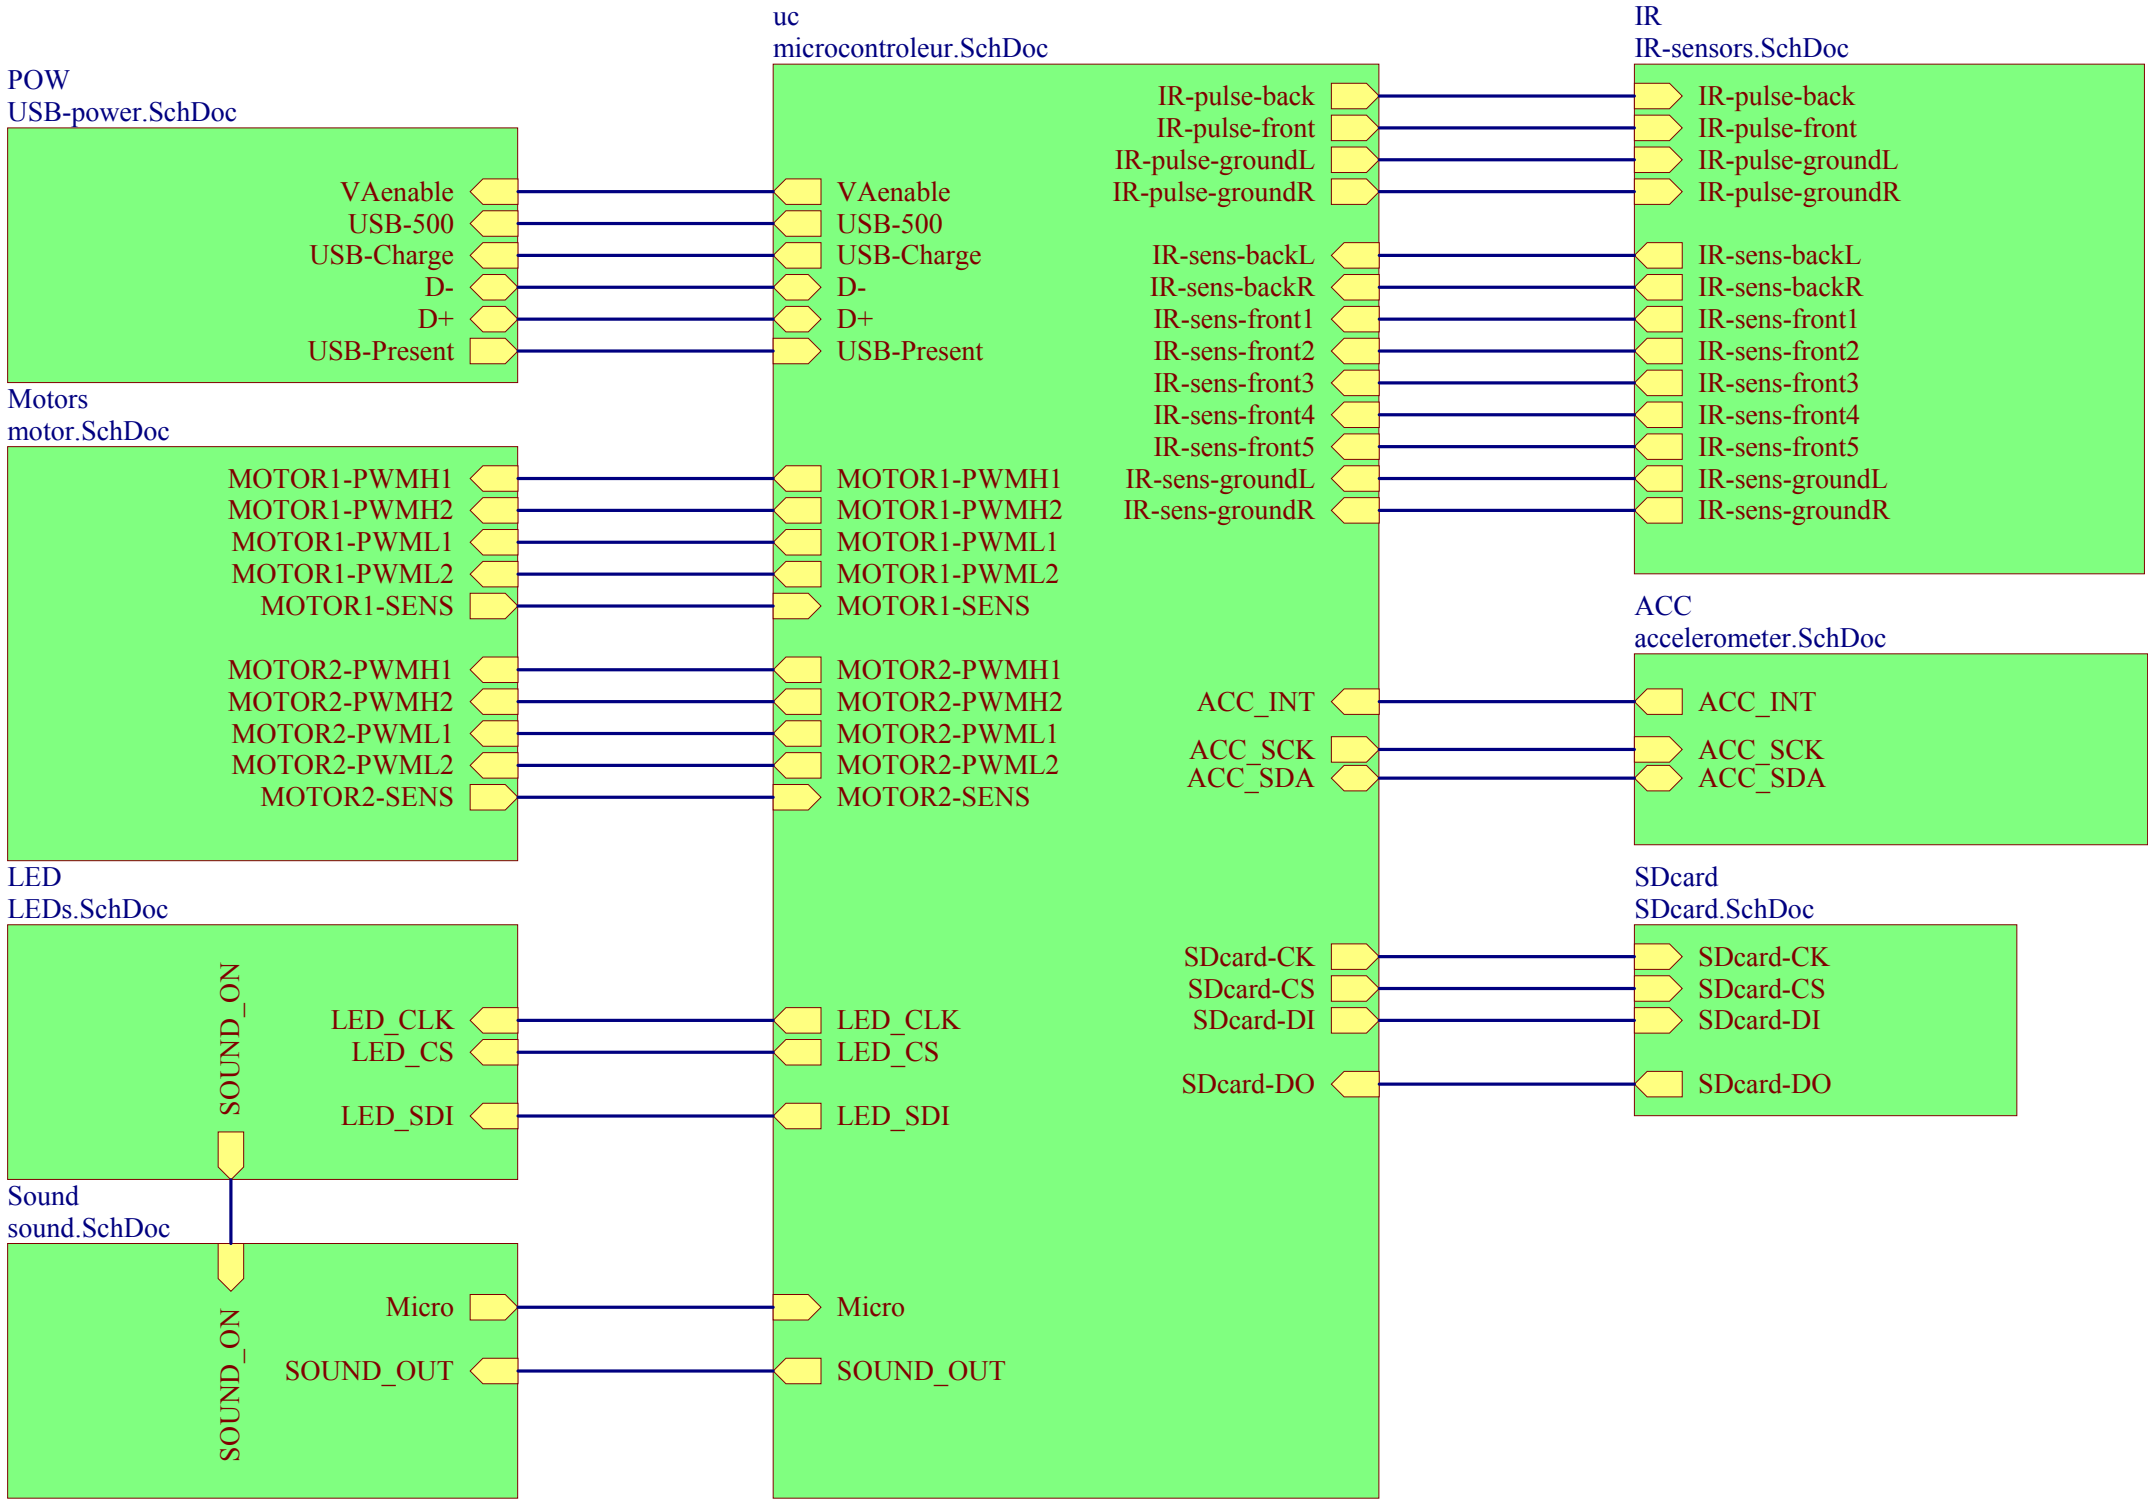 POW
USB-power.SchDoc
VAenable
USB-500
USB-Charge
D-
D+
USB-Present
Motors
motor.SchDoc
MOTOR1-PWMH1
MOTOR1-PWMH2
MOTOR1-PWML1
MOTOR1-PWML2
MOTOR1-SENS
MOTOR2-PWMH1
MOTOR2-PWMH2
MOTOR2-PWML1
MOTOR2-PWML2
MOTOR2-SENS
LED
LEDs.SchDoc
SOUND_ON
LED_CLK
LED_CS
LED_SDI
Sound
sound.SchDoc
SOUND_ON
Micro
SOUND_OUT
uc
microcontroleur.SchDoc
VAenable
USB-500
USB-Charge
D-
D+
USB-Present
MOTOR1-PWMH1
MOTOR1-PWMH2
MOTOR1-PWML1
MOTOR1-PWML2
MOTOR1-SENS
MOTOR2-PWMH1
MOTOR2-PWMH2
MOTOR2-PWML1
MOTOR2-PWML2
MOTOR2-SENS
LED_CLK
LED_CS
LED_SDI
Micro
SOUND_OUT
IR-pulse-back
IR-pulse-front
IR-pulse-groundL
IR-pulse-groundR
IR-sens-backL
IR-sens-backR
IR-sens-front1
IR-sens-front2
IR-sens-front3
IR-sens-front4
IR-sens-front5
IR-sens-groundL
IR-sens-groundR
ACC_INT
ACC_SCK
ACC_SDA
SDcard-CK
SDcard-CS
SDcard-DI
SDcard-DO
IR
IR-sensors.SchDoc
IR-pulse-back
IR-pulse-front
IR-pulse-groundL
IR-pulse-groundR
IR-sens-backL
IR-sens-backR
IR-sens-front1
IR-sens-front2
IR-sens-front3
IR-sens-front4
IR-sens-front5
IR-sens-groundL
IR-sens-groundR
ACC
accelerometer.SchDoc
ACC_INT
ACC_SCK
ACC_SDA
SDcard
SDcard.SchDoc
SDcard-CK
SDcard-CS
SDcard-DI
SDcard-DO